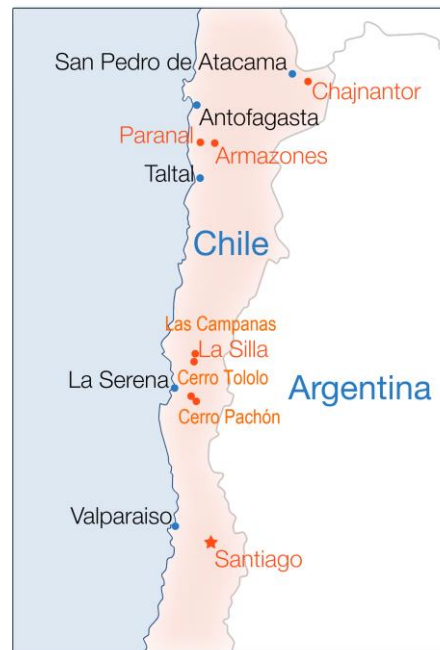 San Pedro de Atacama
Chajnantor
Antofagasta
Paranal
Armazones
Taltal
Chile
Las Campanas
La Silla
La Serena
Cerro Tololo
Argentina
Cerro Pachón
Valparaiso
Santiago